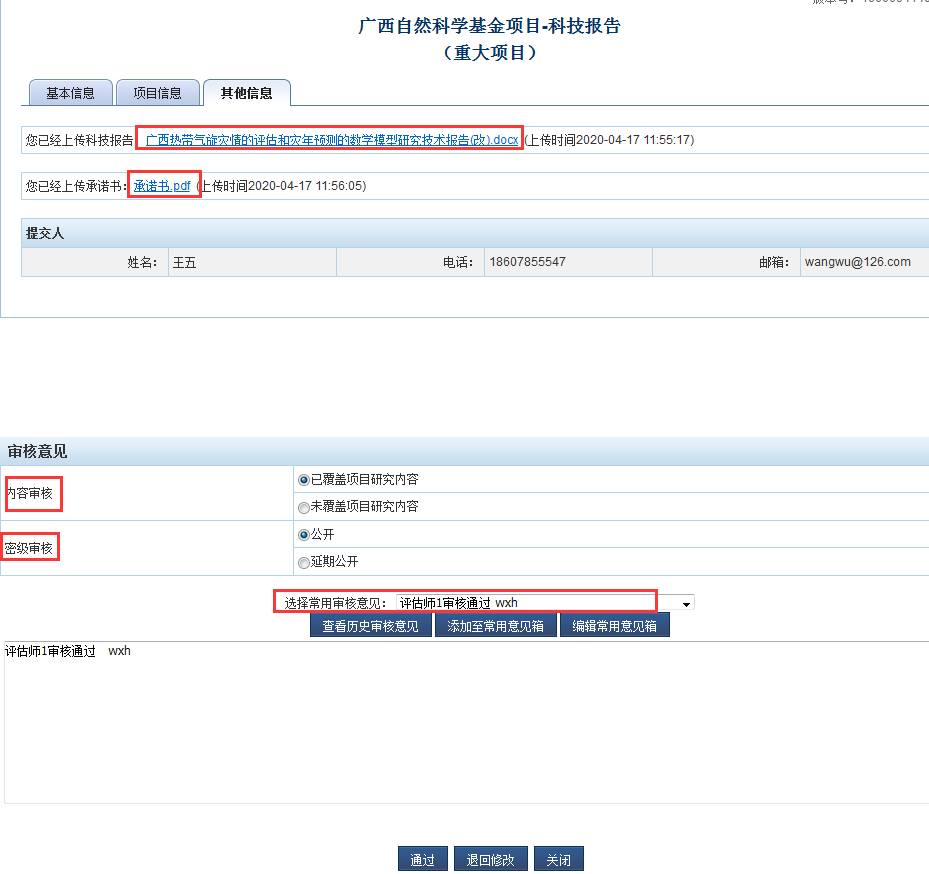 广西自然科学基金项目-科技报告
（重大项目）
基本信息 项目信息 其他信息
您已经上传科技报告 广西热带气旋灾情的评估和灾年预测的数学模型研究技术报告(改).docx (上传时间2020-04-17 11:55:17)
您已经上传承诺书: 承诺书.pdf (上传时间2020-04-17 11:56:05)
提交人
姓名： 王五 电话： 18607855547 邮箱： wangwu@126.com
审核意见
内容审核
已覆盖项目研究内容
未覆盖项目研究内容
密级审核
公开
延期公开
选择常用审核意见： 评估师1审核通过 wxh
查看历史审核意见 添加至常用意见箱 编辑常用意见箱
评估师1审核通过 wxh
通过 退回修改 关闭